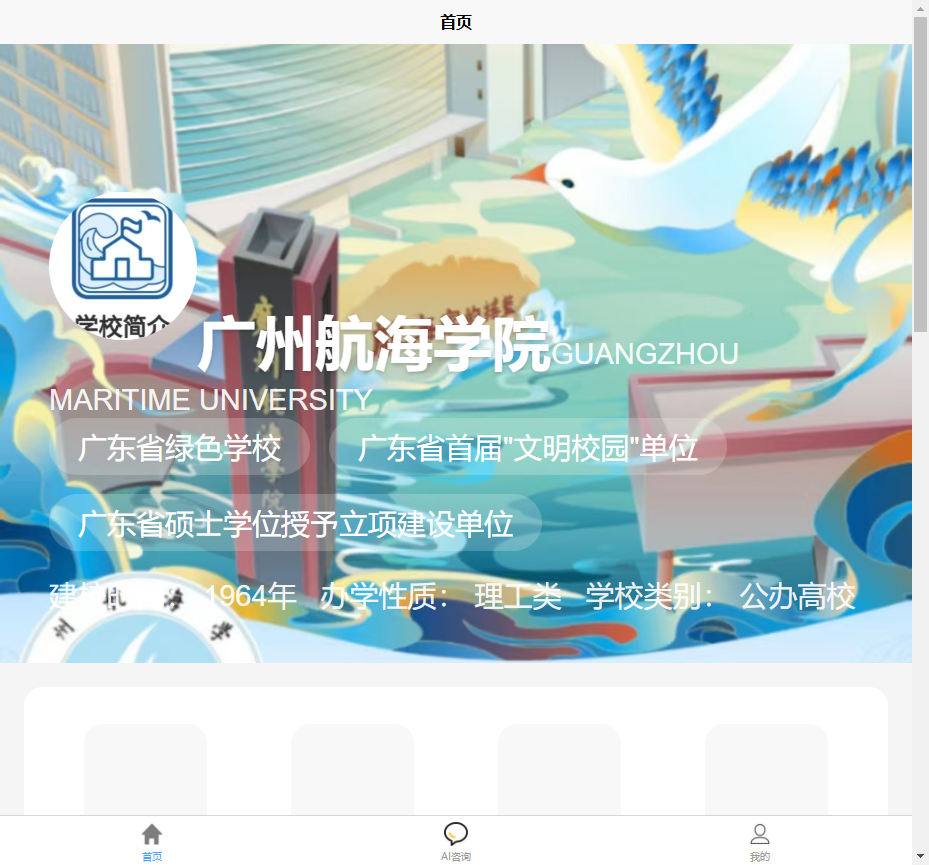 首页
学校简介
广州航海学院GUANGZHOU
MARITIME UNIVERSITY
广东省绿色学校 广东省首届"文明校园"单位
广东省硕士学位授予立项建设单位
1964年 办学性质： 理工类 学校类别： 公办高校
州 航 海 学
首页 AI咨询 我的